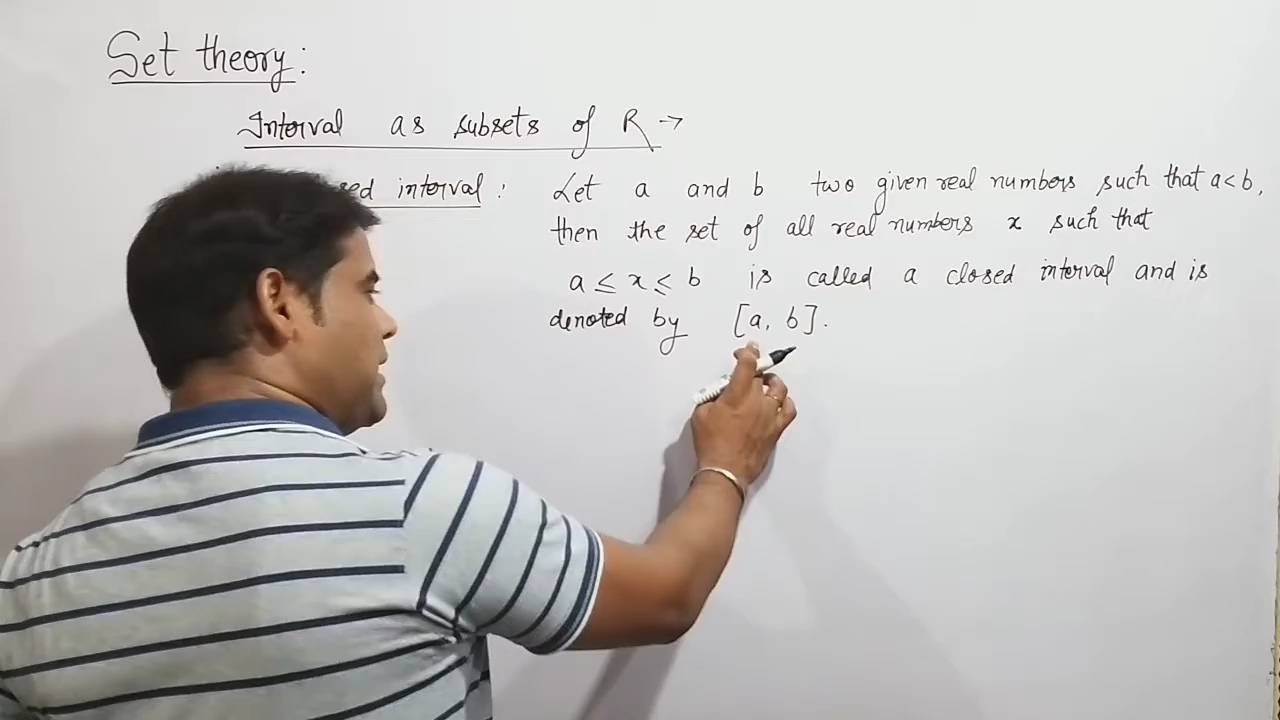 Set theory:
Interval as subsets of R →
interval : Let a and b two given real numbers such that a < b,
then the set of all real numbers x such that
a ≤ x ≤ b is called a closed interval and is
denoted by [a, b].